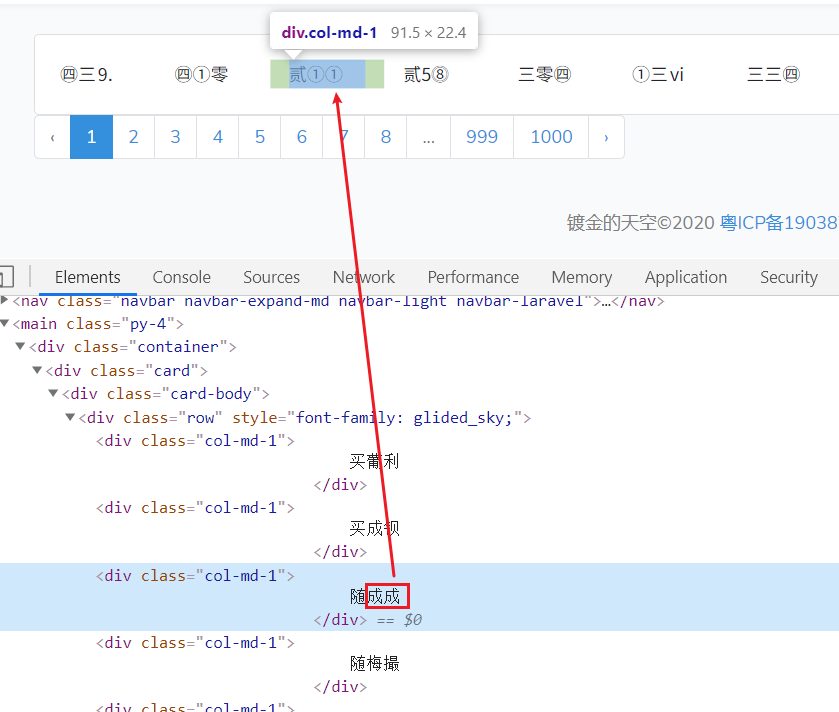 div.col-md-1 91.5 × 22.4
㊃三9. ㊃①零 贰①① 贰5⑧ 三零㊃ ①三ⅵ 三三㊃
‹ 1 2 3 4 5 6 7 8 ... 999 1000 ›
镀金的天空©2020 粤ICP备19038
Elements Console Sources Network Performance Memory Application Security
<nav class="navbar navbar-expand-md navbar-light navbar-laravel">…</nav>
<main class="py-4">
<div class="container">
<div class="card">
<div class="card-body">
<div class="row" style="font-family: glided_sky;">
<div class="col-md-1">
买葡利
</div>
<div class="col-md-1">
买成钡
</div>
<div class="col-md-1">
随成成
</div> == $0
<div class="col-md-1">
随梅撮
</div>
<div class="col-md-1">